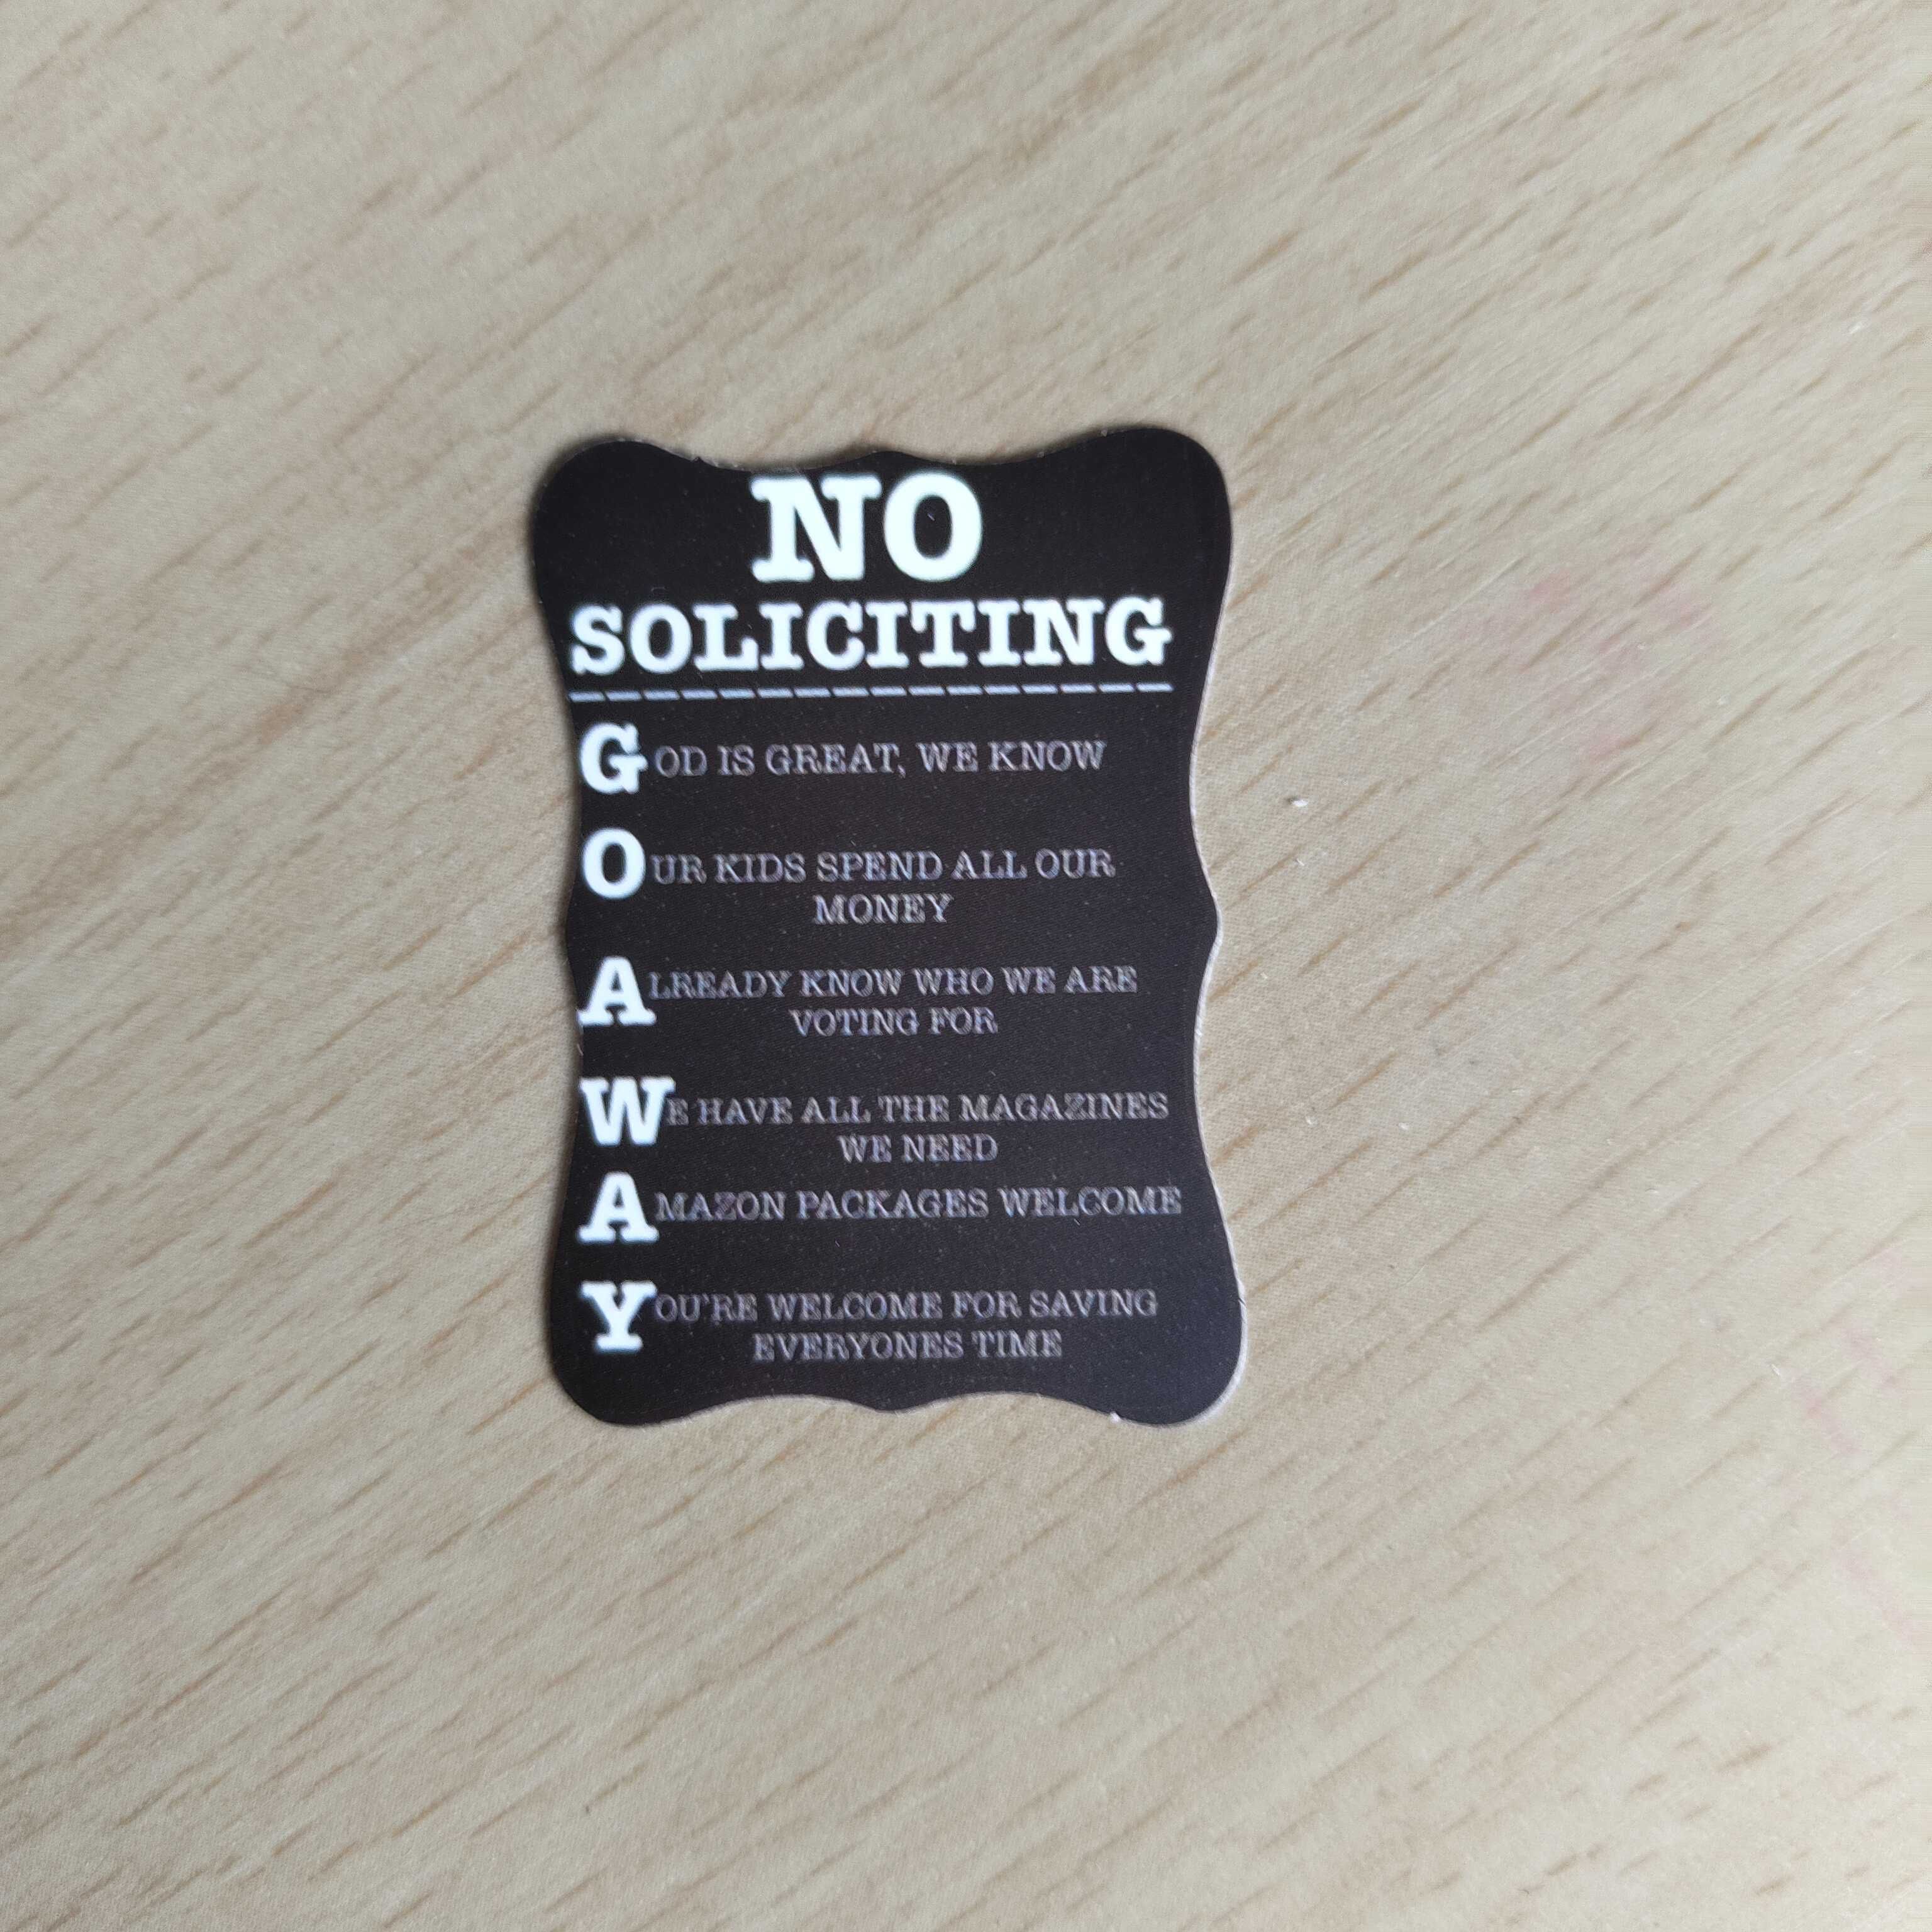 NO
SOLICITING
GOD IS GREAT, WE KNOW
OUR KIDS SPEND ALL OUR
MONEY
ALREADY KNOW WHO WE ARE
VOTING FOR
WE HAVE ALL THE MAGAZINES
WE NEED
AMAZON PACKAGES WELCOME
YOU'RE WELCOME FOR SAVING
EVERYONES TIME